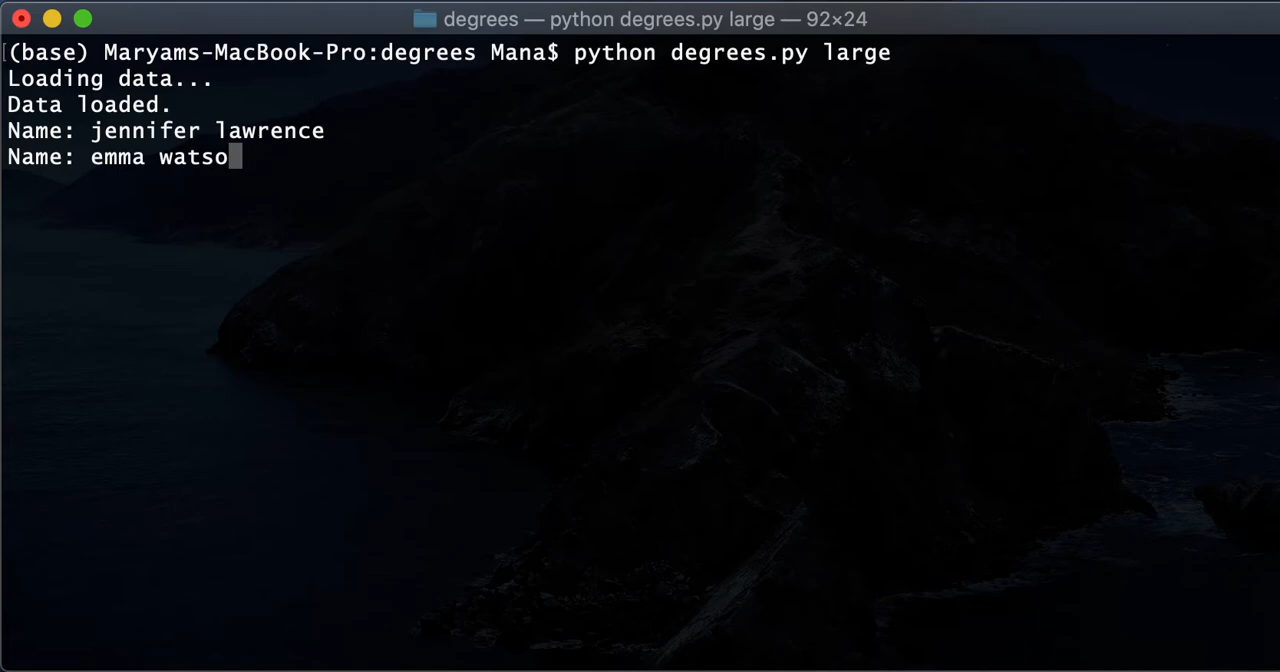 degrees — python degrees.py large — 92×24
[(base) Maryams-MacBook-Pro:degrees Mana$ python degrees.py large
Loading data...
Data loaded.
Name: jennifer lawrence
Name: emma watso